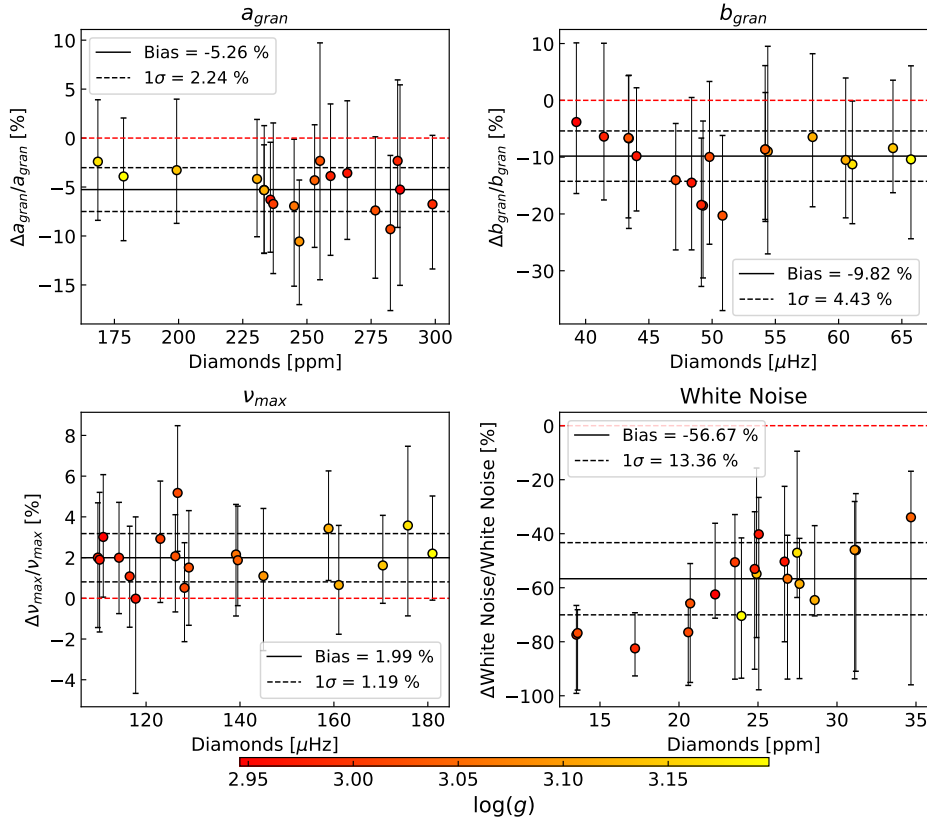 a_gran
Bias = -5.26 %
1σ = 2.24 %
Δa_gran/a_gran [%]
10
5
0
−5
−10
−15
175 200 225 250 275 300
Diamonds [ppm]
b_gran
Bias = -9.82 %
1σ = 4.43 %
Δb_gran/b_gran [%]
10
0
−10
−20
−30
40 45 50 55 60 65
Diamonds [μHz]
ν_max
Bias = 1.99 %
1σ = 1.19 %
Δν_max/ν_max [%]
8
6
4
2
0
−2
−4
120 140 160 180
Diamonds [μHz]
White Noise
Bias = -56.67 %
1σ = 13.36 %
ΔWhite Noise/White Noise [%]
0
−20
−40
−60
−80
−100
15 20 25 30 35
Diamonds [ppm]
2.95 3.00 3.05 3.10 3.15
log(g)